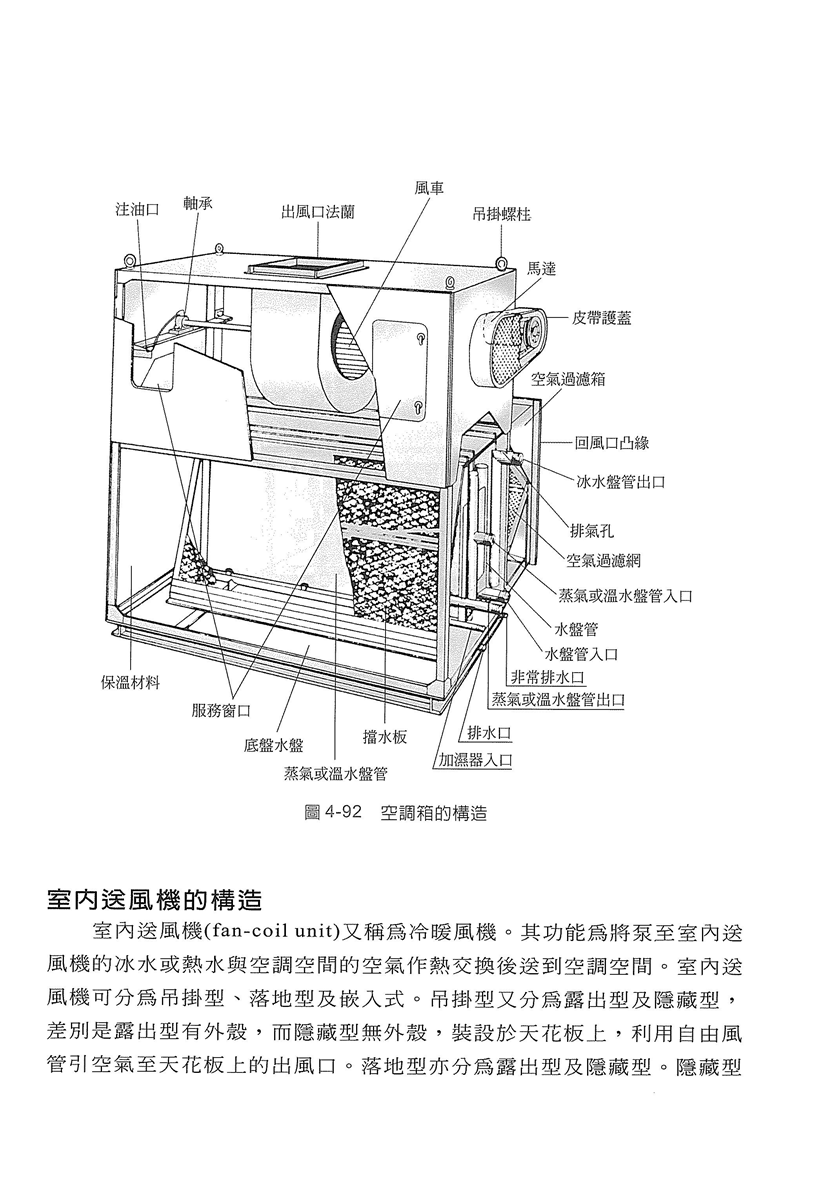 風車
注油口
軸承
出風口法蘭
吊掛螺柱
馬達
皮帶護蓋
空氣過濾箱
回風口凸緣
冰水盤管出口
排氣孔
空氣過濾網
蒸氣或溫水盤管入口
水盤管
水盤管入口
非常排水口
蒸氣或溫水盤管出口
排水口
加濕器入口
保溫材料
服務窗口
底盤水盤
擋水板
蒸氣或溫水盤管
圖 4-92 空調箱的構造
室內送風機的構造
室內送風機(fan-coil unit)又稱為冷暖風機。其功能為將泵至室內送
風機的冰水或熱水與空調空間的空氣作熱交換後送到空調空間。室內送
風機可分為吊掛型、落地型及嵌入式。吊掛型又分為露出型及隱藏型，
差別是露出型有外殼，而隱藏型無外殼，裝設於天花板上，利用自由風
管引空氣至天花板上的出風口。落地型亦分為露出型及隱藏型。隱藏型